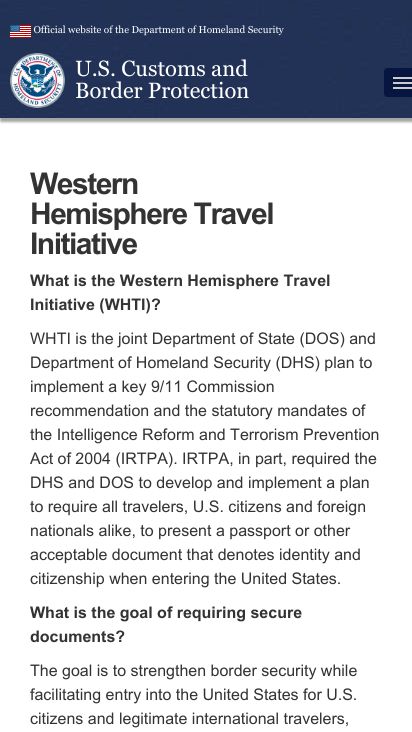 Official website of the Department of Homeland Security
U.S. Customs and
Border Protection
Western
Hemisphere Travel
Initiative
What is the Western Hemisphere Travel
Initiative (WHTI)?
WHTI is the joint Department of State (DOS) and
Department of Homeland Security (DHS) plan to
implement a key 9/11 Commission
recommendation and the statutory mandates of
the Intelligence Reform and Terrorism Prevention
Act of 2004 (IRTPA). IRTPA, in part, required the
DHS and DOS to develop and implement a plan
to require all travelers, U.S. citizens and foreign
nationals alike, to present a passport or other
acceptable document that denotes identity and
citizenship when entering the United States.
What is the goal of requiring secure
documents?
The goal is to strengthen border security while
facilitating entry into the United States for U.S.
citizens and legitimate international travelers,